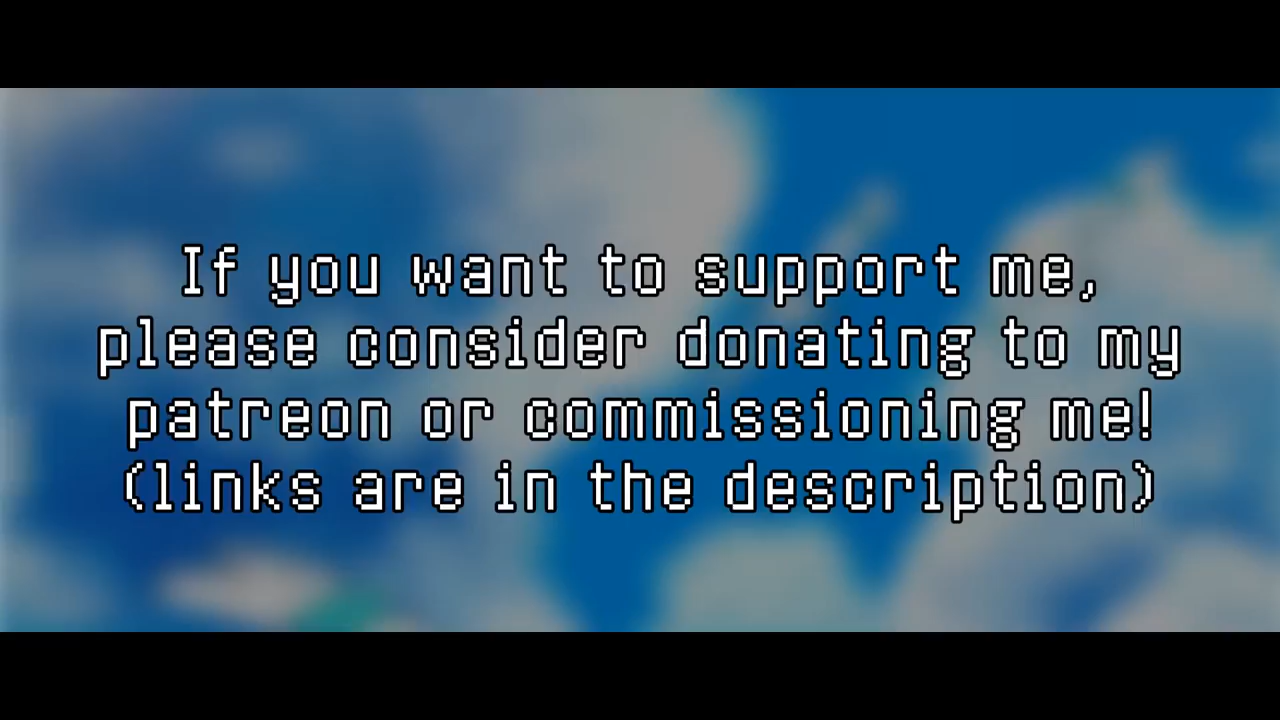 If you want to support me,
please consider donating to my
patreon or commissioning me!
(links are in the description)